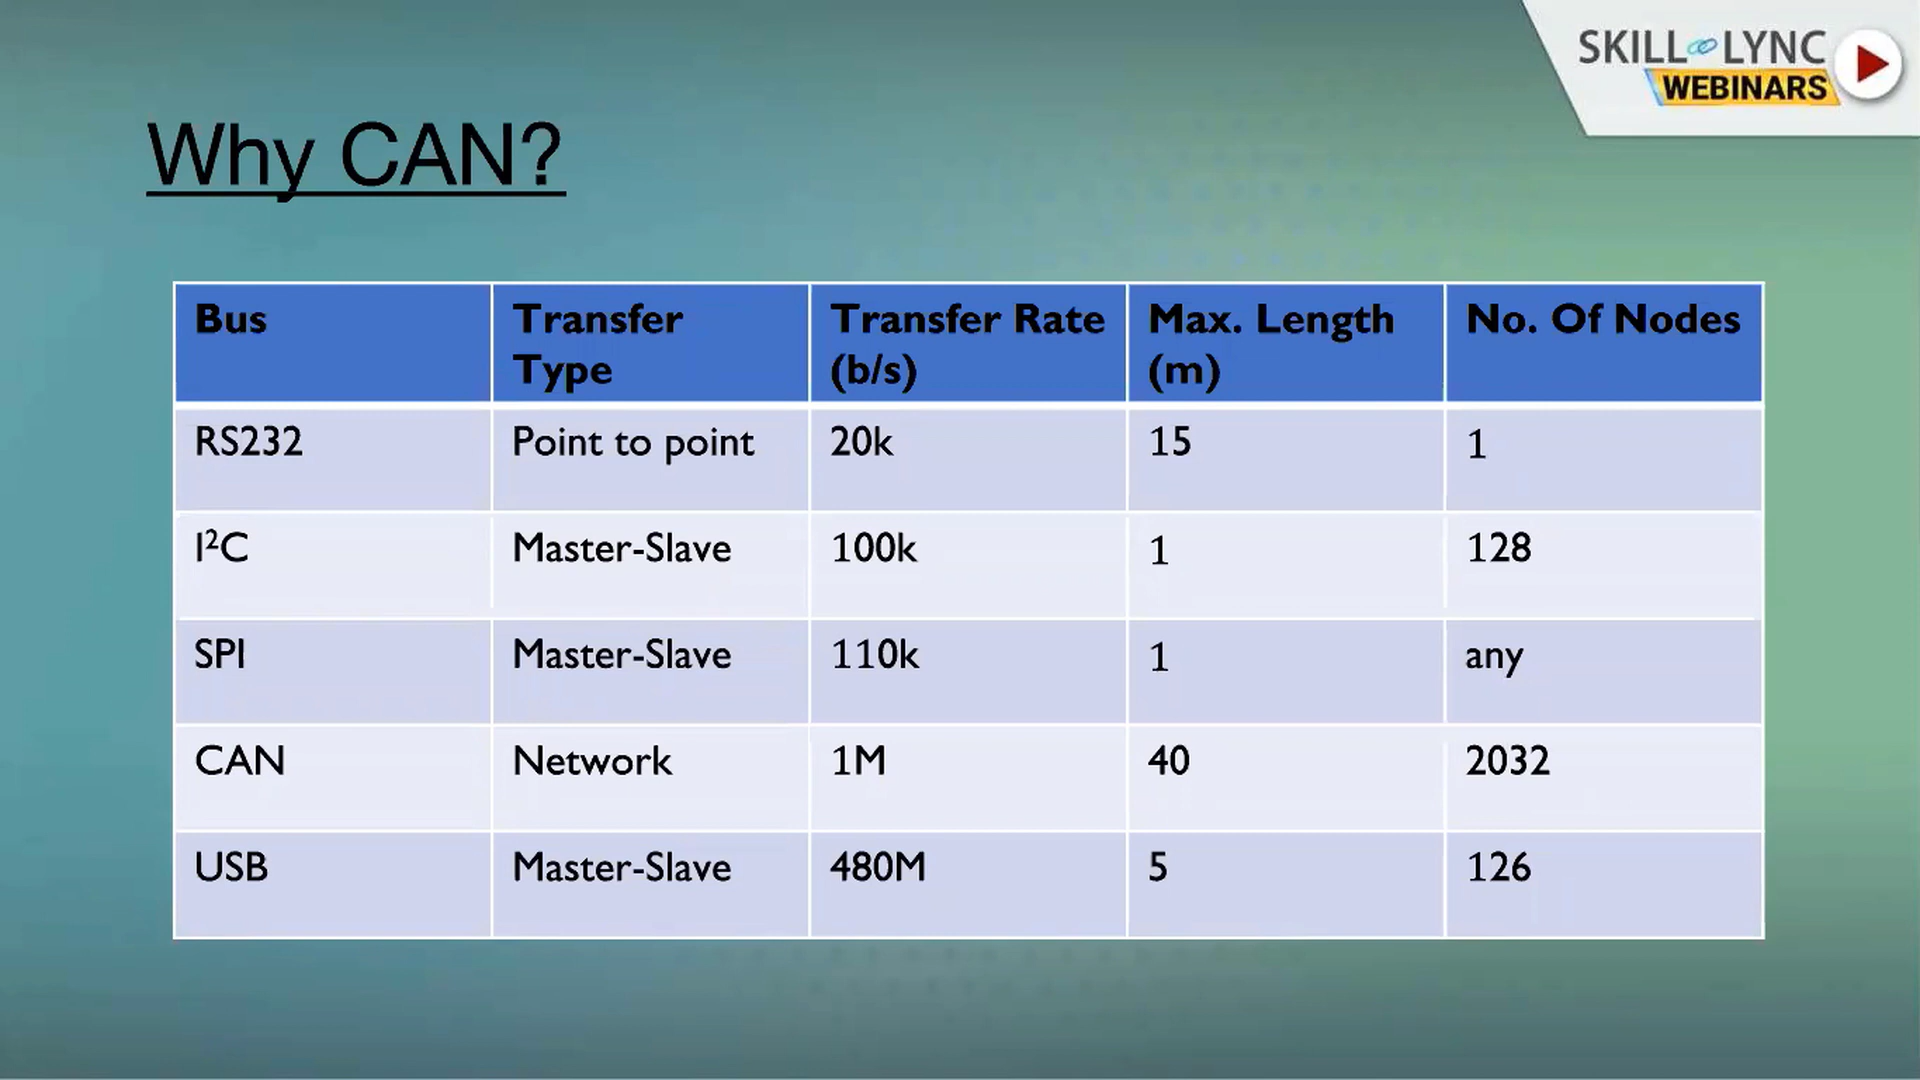 SKILL LYNC
WEBINARS
Why CAN?
Bus Transfer Type Transfer Rate (b/s) Max. Length (m) No. Of Nodes
RS232 Point to point 20k 15 1
I²C Master-Slave 100k 1 128
SPI Master-Slave 110k 1 any
CAN Network 1M 40 2032
USB Master-Slave 480M 5 126